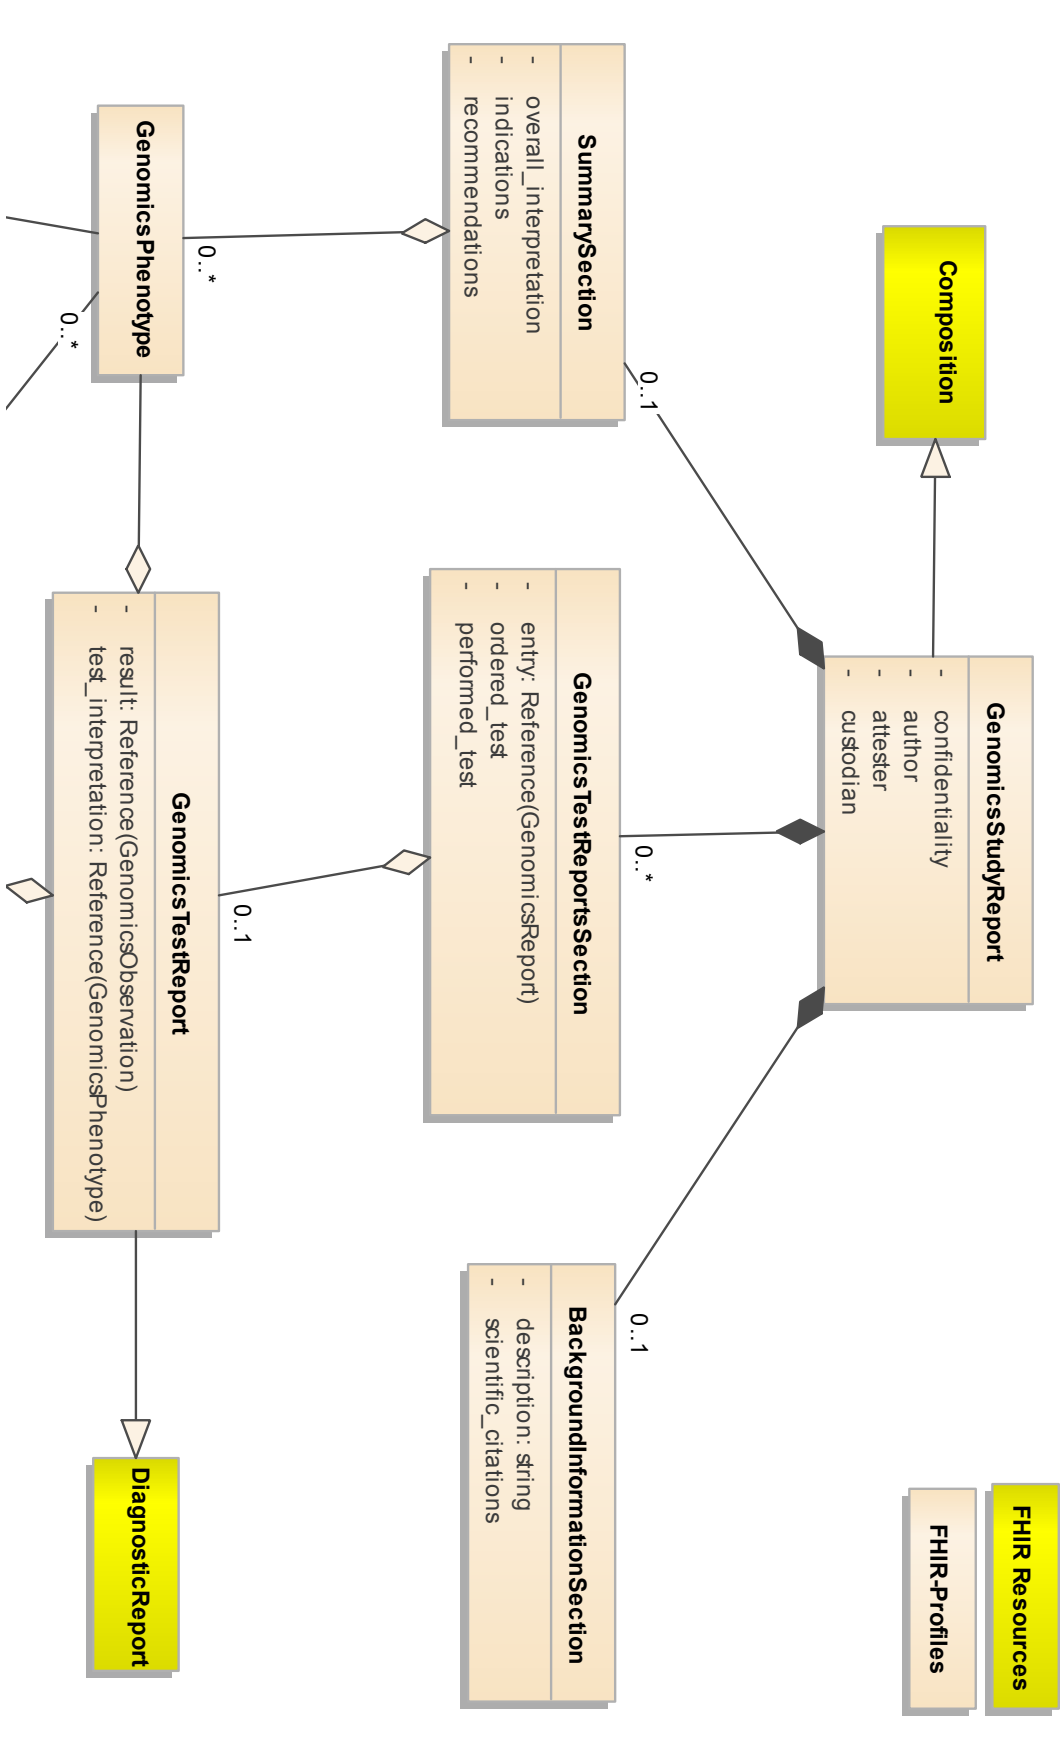 FHIR Resources
FHIR-Profiles
Composition
GenomicsStudyReport
- confidentiality
- author
- attester
- custodian
0..1
0..*
0..1
SummarySection
- overall_interpretation
- indications
- recommendations
GenomicsTestReportsSection
- entry: Reference(GenomicsReport)
- ordered_test
- performed_test
BackgroundInformationSection
- description: string
- scientific_citations
0..*
0..1
GenomicsPhenotype
0..*
GenomicsTestReport
- result: Reference(GenomicsObservation)
- test_interpretation: Reference(GenomicsPhenotype)
DiagnosticReport